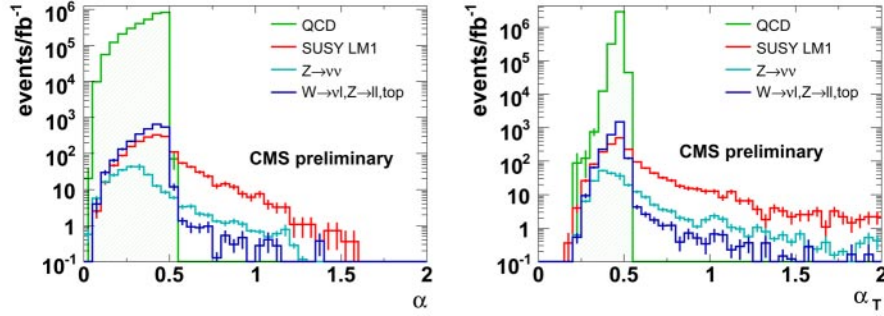 events/fb⁻¹
10⁶
10⁵
10⁴
10³
10²
10
1
10⁻¹
QCD
SUSY LM1
Z→νν
W→νl,Z→ll,top
CMS preliminary
0 0.5 1 1.5 2
α
events/fb⁻¹
10⁶
10⁵
10⁴
10³
10²
10
1
10⁻¹
QCD
SUSY LM1
Z→νν
W→νl,Z→ll,top
CMS preliminary
0 0.5 1 1.5 2
α T